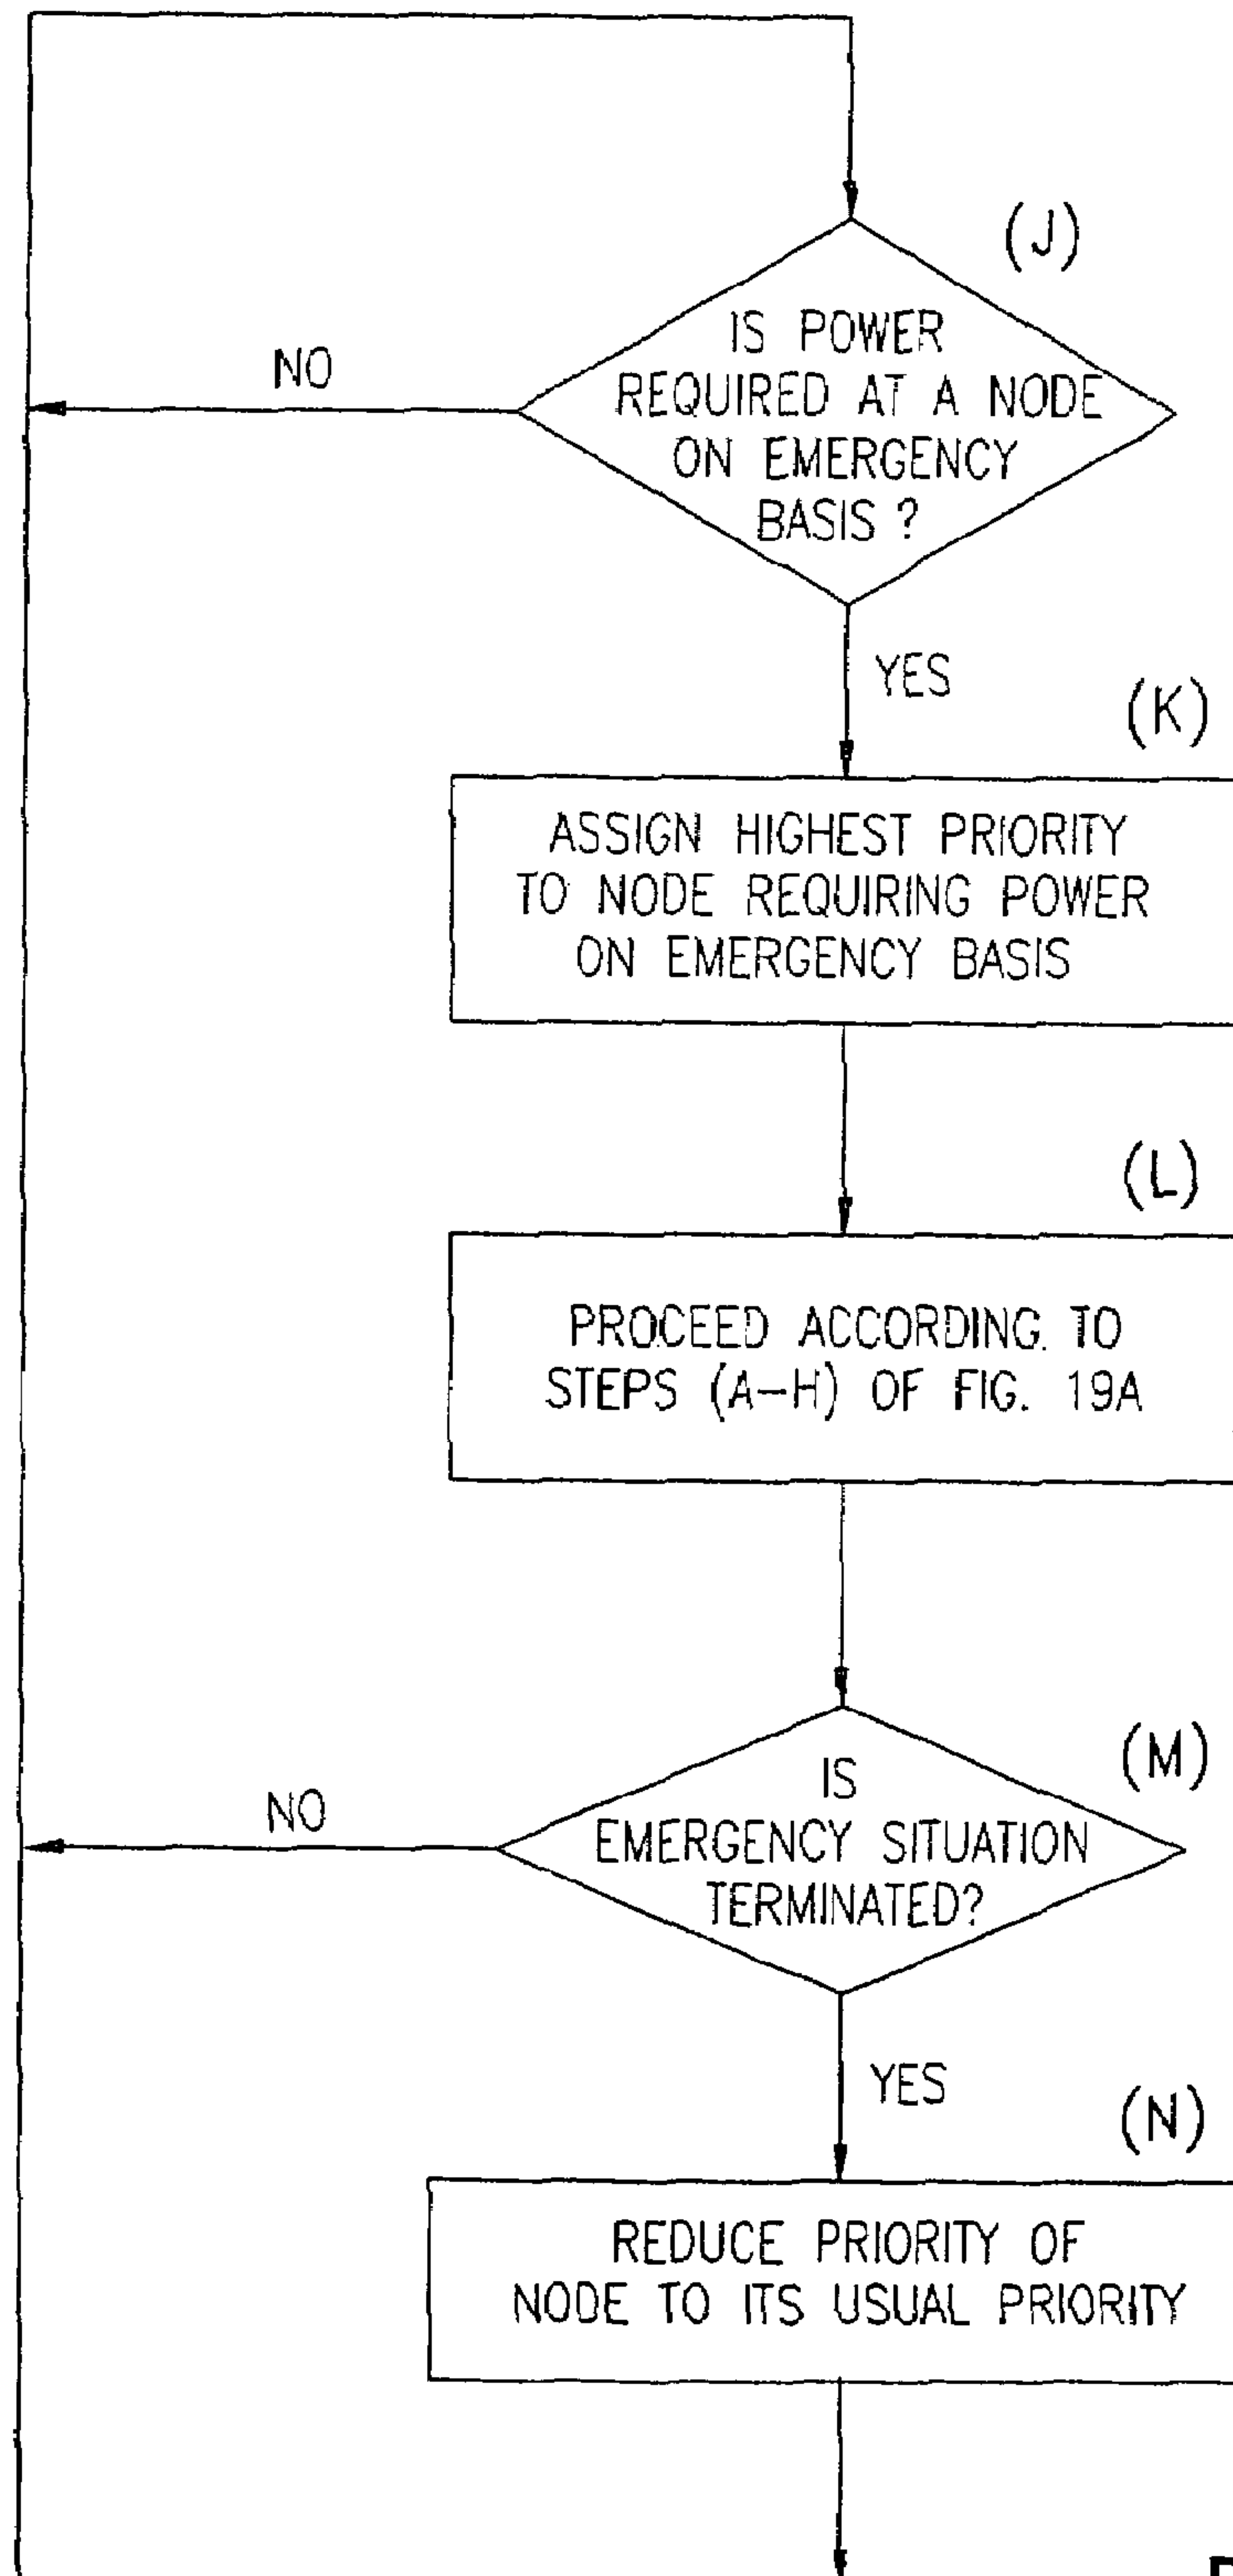 (J)
IS POWER
REQUIRED AT A NODE
ON EMERGENCY
BASIS ?
NO
YES
(K)
ASSIGN HIGHEST PRIORITY
TO NODE REQUIRING POWER
ON EMERGENCY BASIS
(L)
PROCEED ACCORDING TO
STEPS (A–H) OF FIG. 19A
(M)
IS
EMERGENCY SITUATION
TERMINATED?
NO
YES
(N)
REDUCE PRIORITY OF
NODE TO ITS USUAL PRIORITY